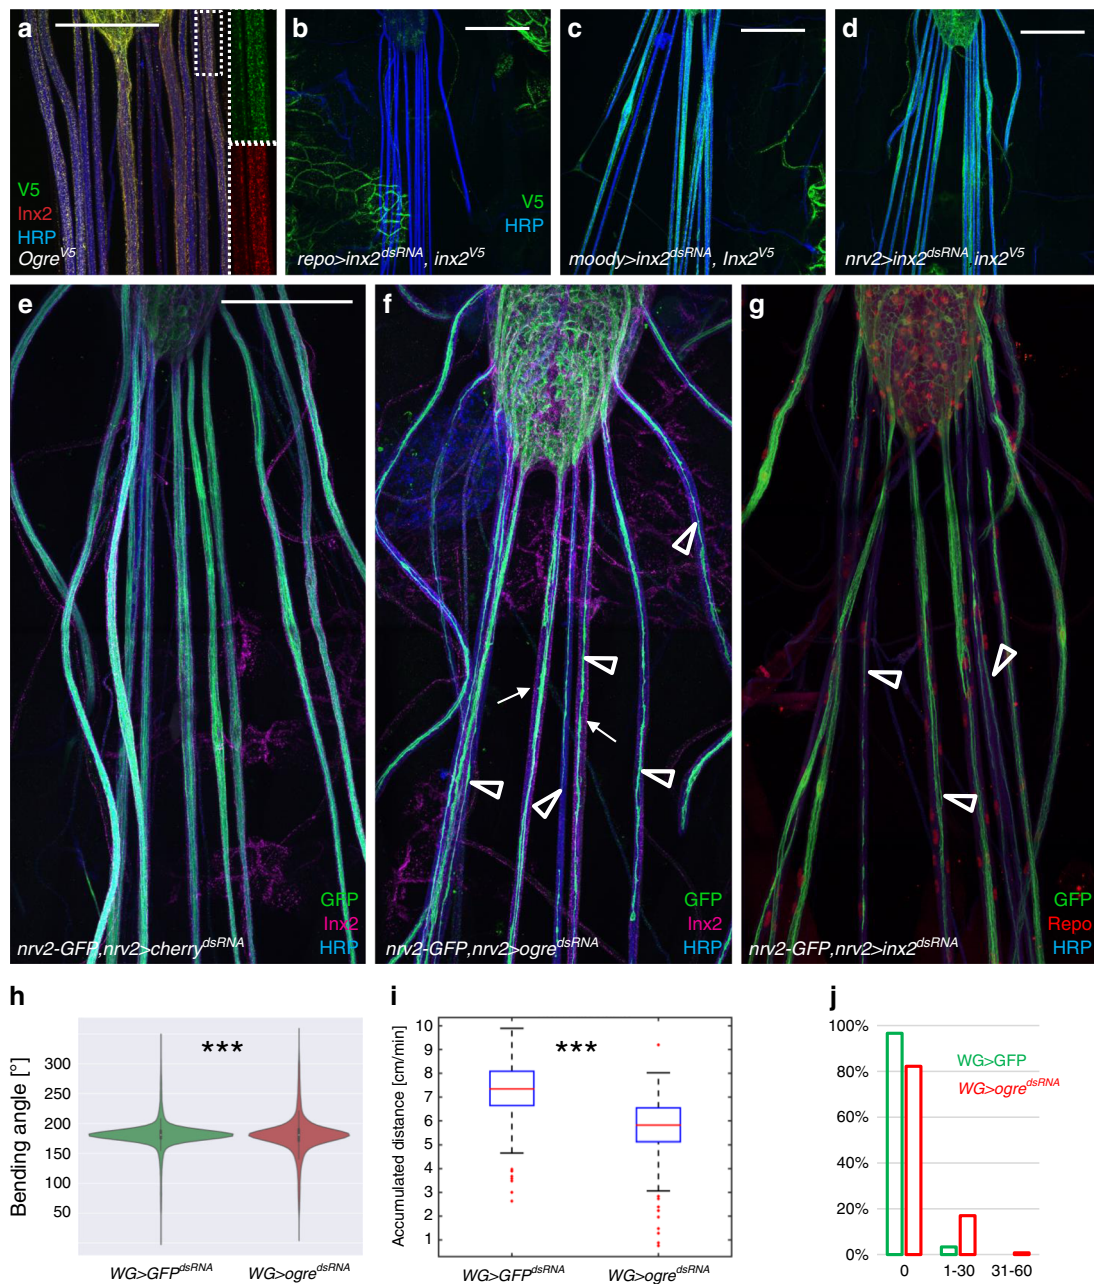 a
V5
Inx2
HRP
Ogre^V5
b
V5
HRP
repo>inx2^dsRNA, inx2^V5
c
moody>inx2^dsRNA, Inx2^V5
d
nrv2>inx2^dsRNA inx2^V5
e
GFP
Inx2
HRP
nrv2-GFP,nrv2>cherry^dsRNA
f
GFP
Inx2
HRP
nrv2-GFP,nrv2>ogre^dsRNA
g
GFP
Repo
HRP
nrv2-GFP,nrv2>inx2^dsRNA
h
Bending angle [°]
300
250
200
150
100
50
***
WG>GFP^dsRNA
WG>ogre^dsRNA
i
Accumulated distance [cm/min]
10
9
8
7
6
5
4
3
2
1
***
WG>GFP^dsRNA
WG>ogre^dsRNA
j
100%
80%
60%
40%
20%
0%
WG>GFP
WG>ogre^dsRNA
0
1-30
31-60